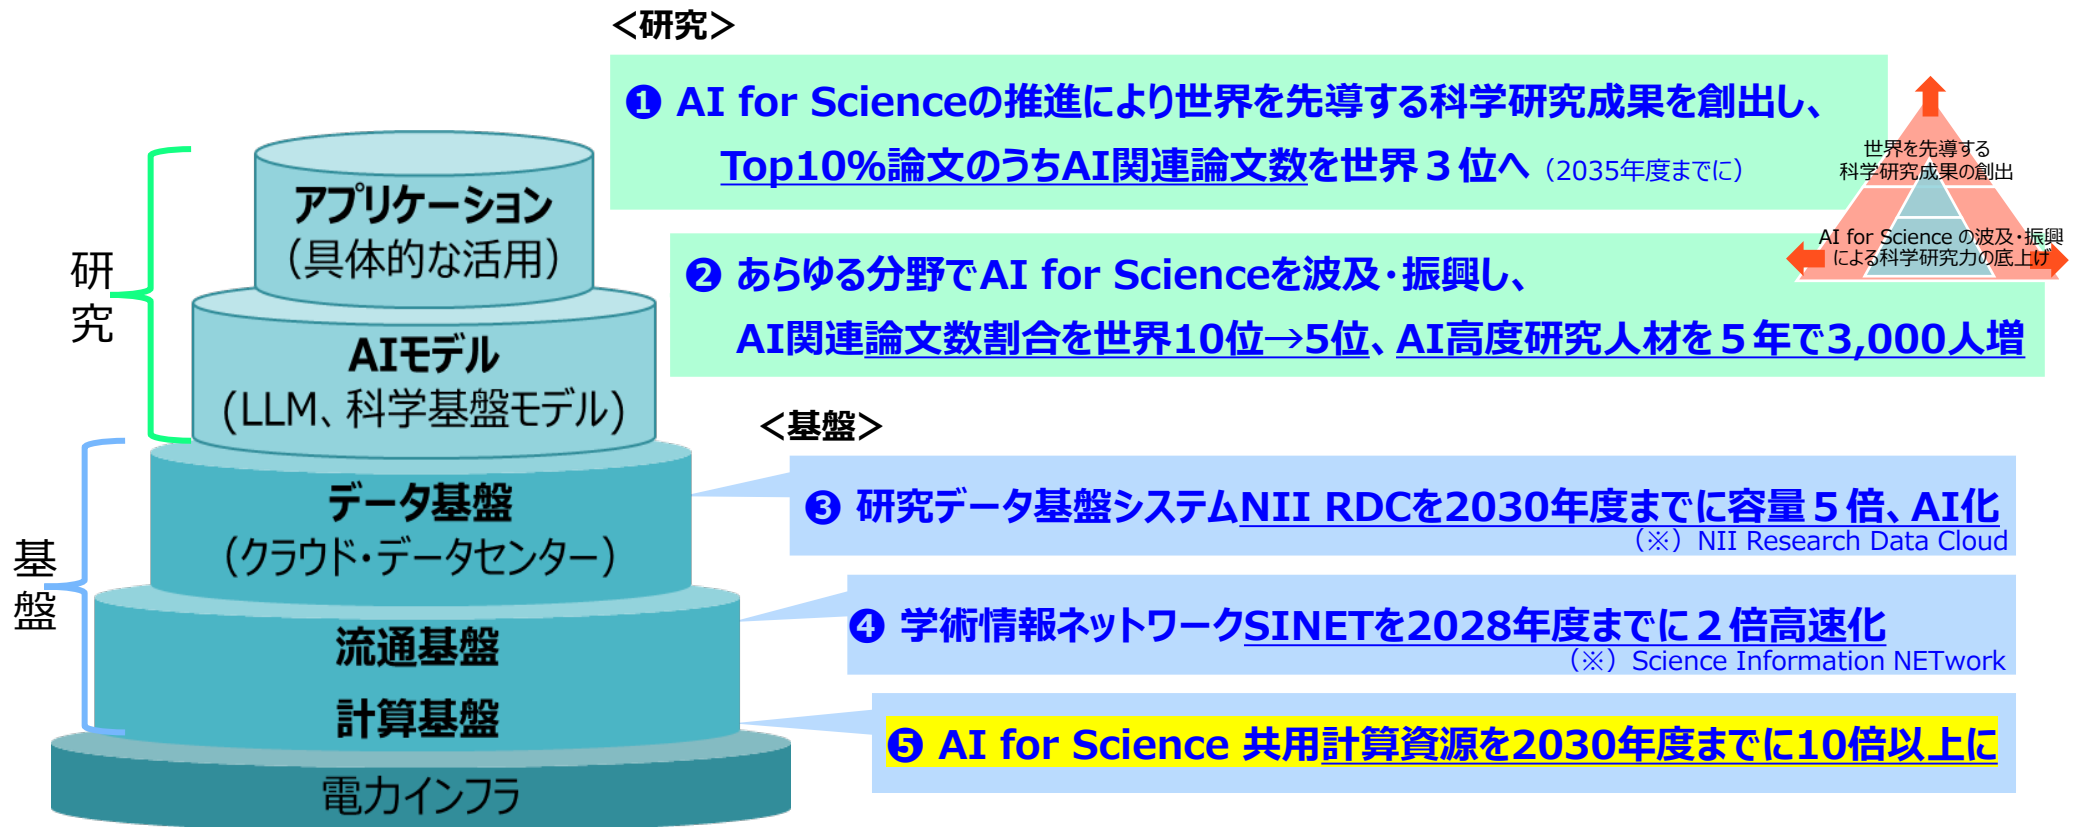 ＜研究＞
❶ AI for Scienceの推進により世界を先導する科学研究成果を創出し、
Top10%論文のうちAI関連論文数を世界３位へ（2035年度までに）
世界を先導する
科学研究成果の創出
AI for Science の波及・振興
による科学研究力の底上げ
❷ あらゆる分野でAI for Scienceを波及・振興し、
AI関連論文数割合を世界10位→5位、AI高度研究人材を５年で3,000人増
研究
アプリケーション
（具体的な活用）
AIモデル
(LLM、科学基盤モデル)
＜基盤＞
基盤
データ基盤
（クラウド・データセンター）
❸ 研究データ基盤システムNII RDCを2030年度までに容量５倍、AI化
（※）NII Research Data Cloud
流通基盤
❹ 学術情報ネットワークSINETを2028年度までに２倍高速化
（※）Science Information NETwork
計算基盤
❺ AI for Science 共用計算資源を2030年度までに10倍以上に
電力インフラ